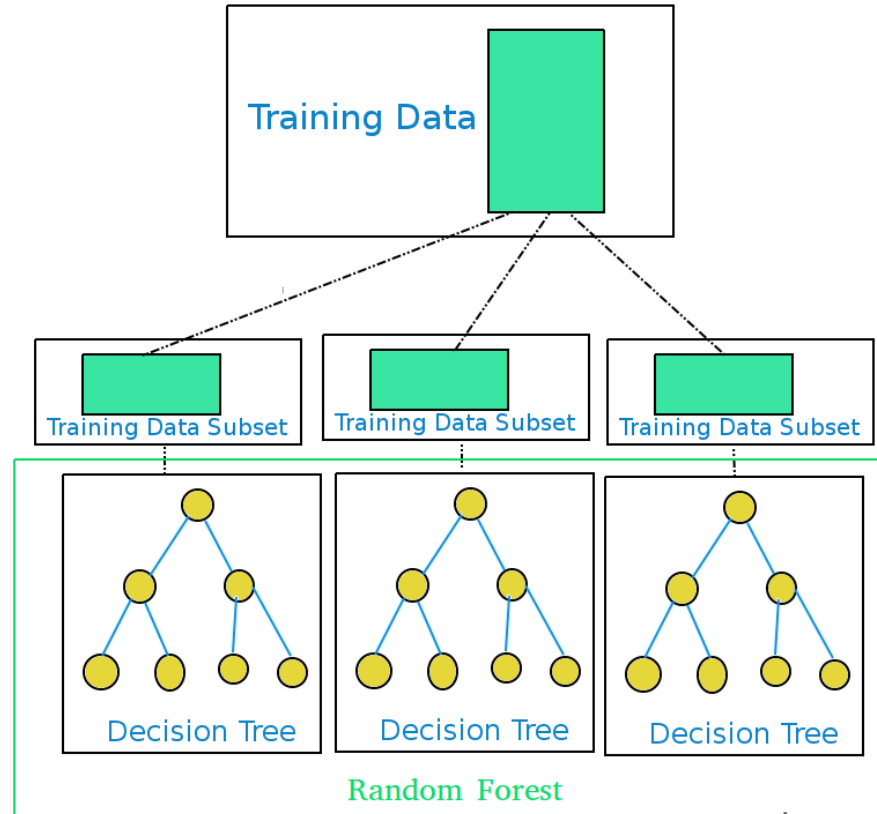 Training Data
Training Data Subset
Training Data Subset
Training Data Subset
Decision Tree
Decision Tree
Decision Tree
Random Forest